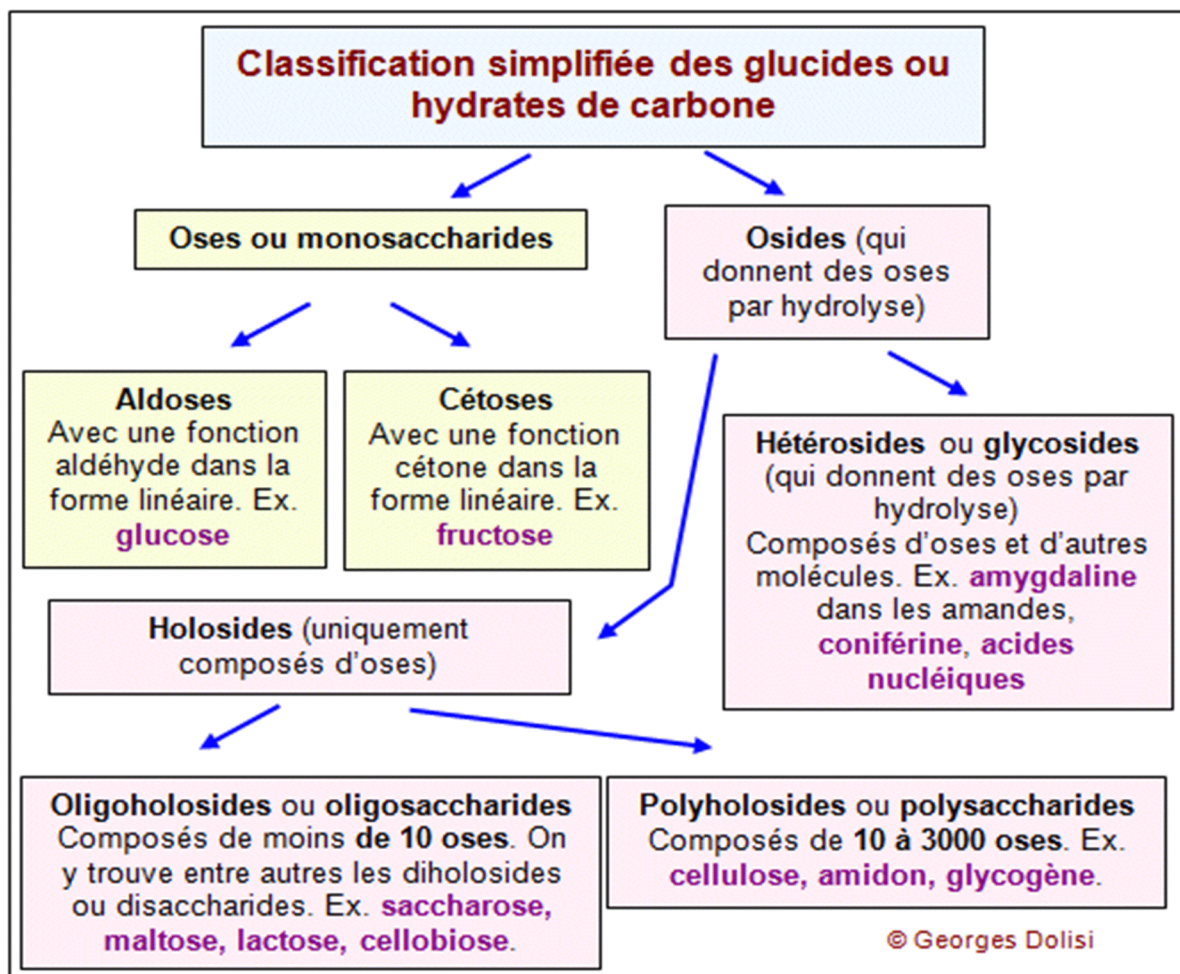 Classification simplifiée des glucides ou
hydrates de carbone
Oses ou monosaccharides
Osides (qui
donnent des oses
par hydrolyse)
Aldoses
Avec une fonction
aldéhyde dans la
forme linéaire. Ex.
glucose
Cétoses
Avec une fonction
cétone dans la
forme linéaire. Ex.
fructose
Hétérosides ou glycosides
(qui donnent des oses par
hydrolyse)
Composés d'oses et d'autres
molécules. Ex. amygdaline
dans les amandes,
coniférine, acides
nucléiques
Holosides (uniquement
composés d'oses)
Oligoholosides ou oligosaccharides
Composés de moins de 10 oses. On
y trouve entre autres les diholosides
ou disaccharides. Ex. saccharose,
maltose, lactose, cellobiose.
Polyholosides ou polysaccharides
Composés de 10 à 3000 oses. Ex.
cellulose, amidon, glycogène.
© Georges Dolisi